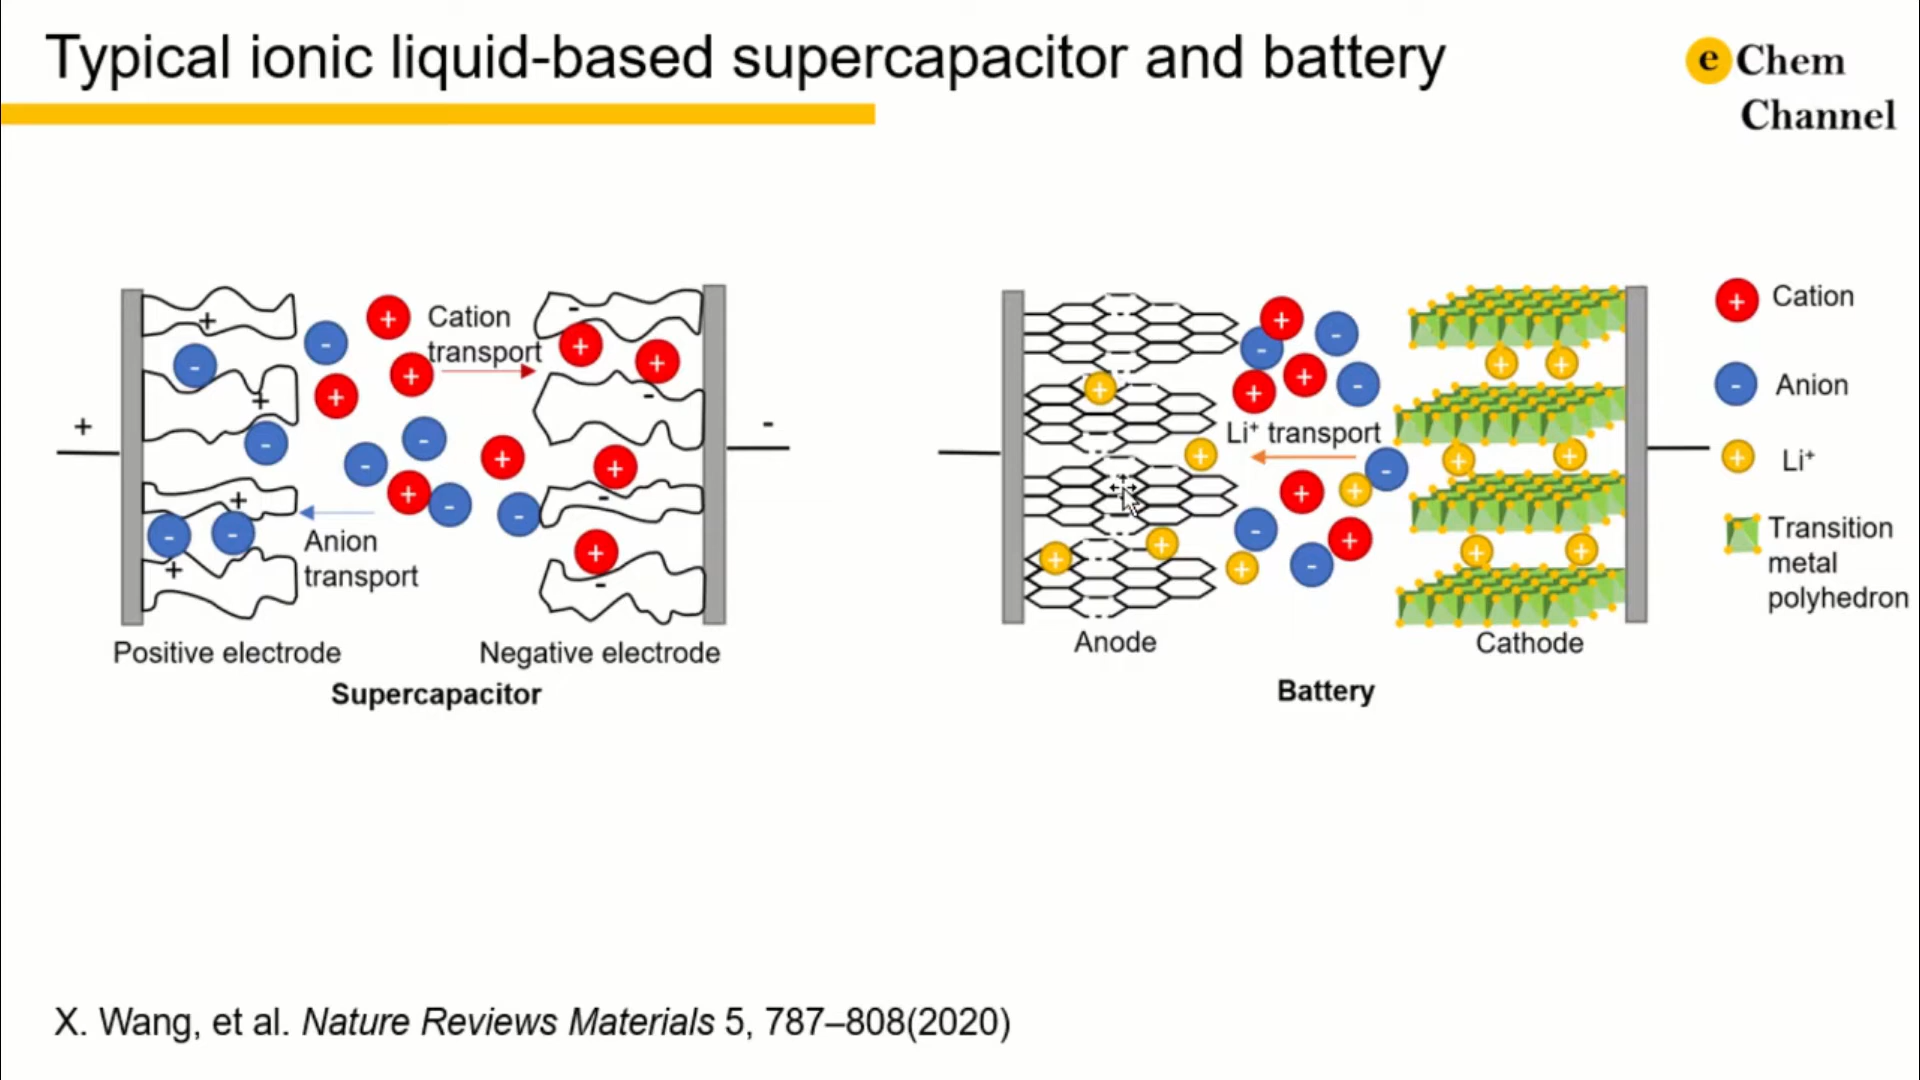 Typical ionic liquid-based supercapacitor and battery
e Chem
Channel
Cation
transport
+
-
Anion
transport
Positive electrode
Negative electrode
Supercapacitor
Li⁺ transport
Anode
Cathode
Battery
Cation
Anion
Li⁺
Transition
metal
polyhedron
X. Wang, et al. Nature Reviews Materials 5, 787–808(2020)